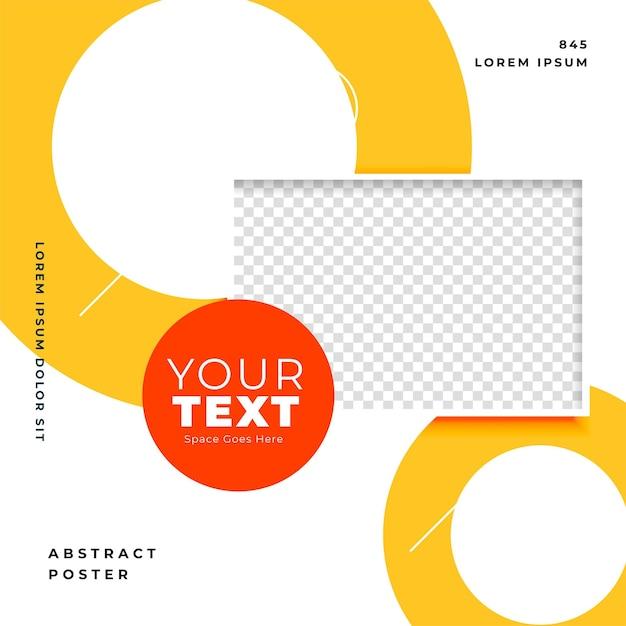 845
LOREM IPSUM
LOREM IPSUM DOLOR SIT
YOUR
TEXT
Space Goes Here
ABSTRACT
POSTER